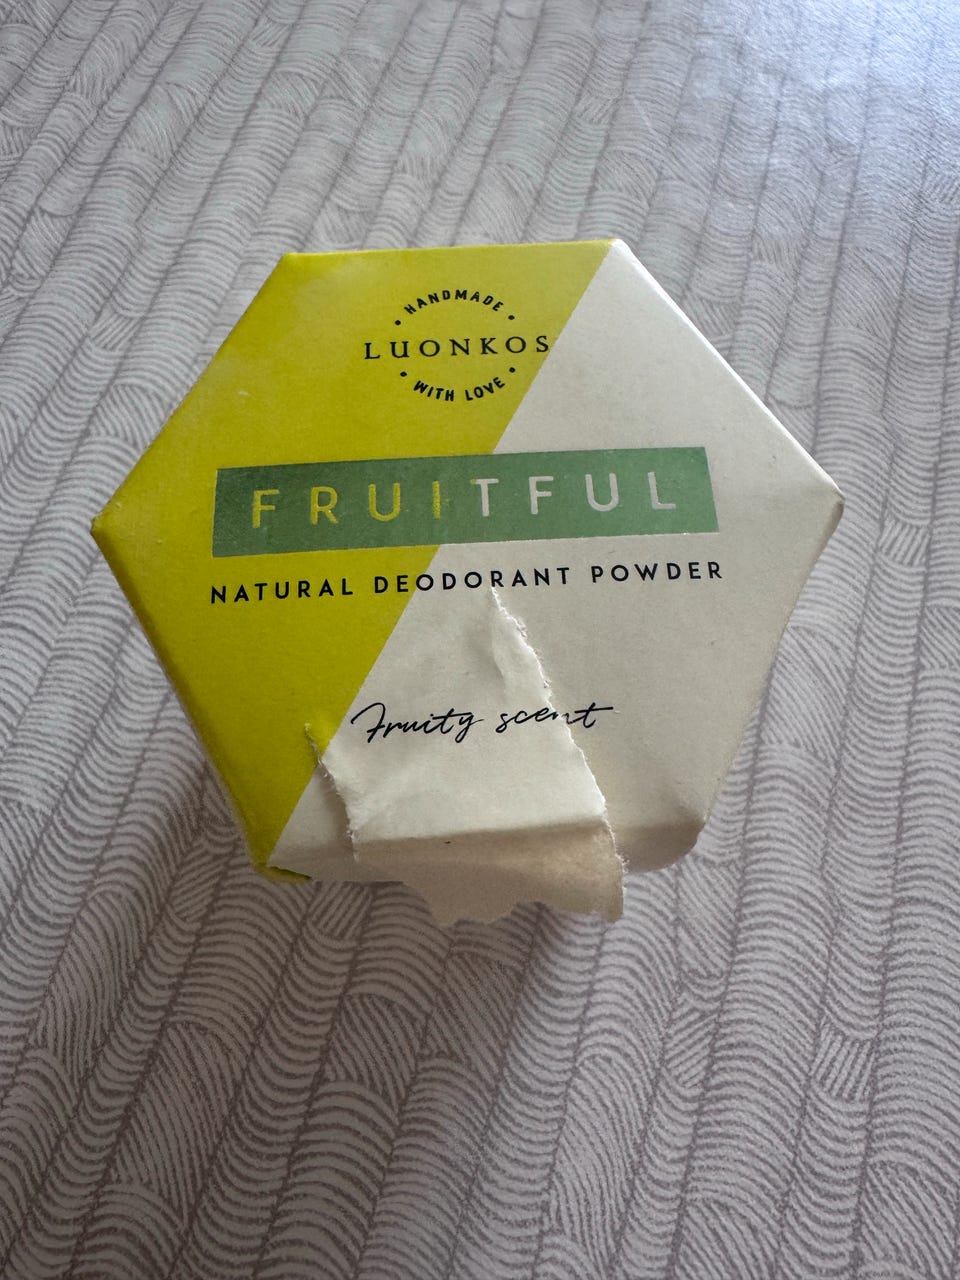 HANDMADE
LUONKOS
WITH LOVE
FRUITFUL
NATURAL DEODORANT POWDER
Fruity scent